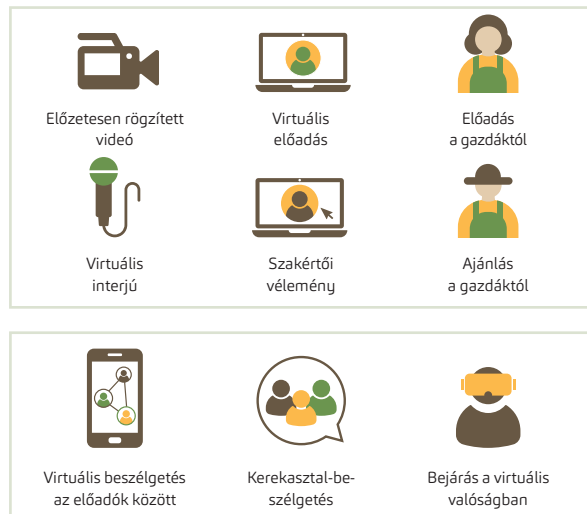 Előzetesen rögzített
videó
Virtuális
előadás
Előadás
a gazdáktól
Virtuális
interjú
Szakértői
vélemény
Ajánlás
a gazdáktól
Virtuális beszélgetés
az előadók között
Kerekasztal-be-
szélgetés
Bejárás a virtuális
valóságban